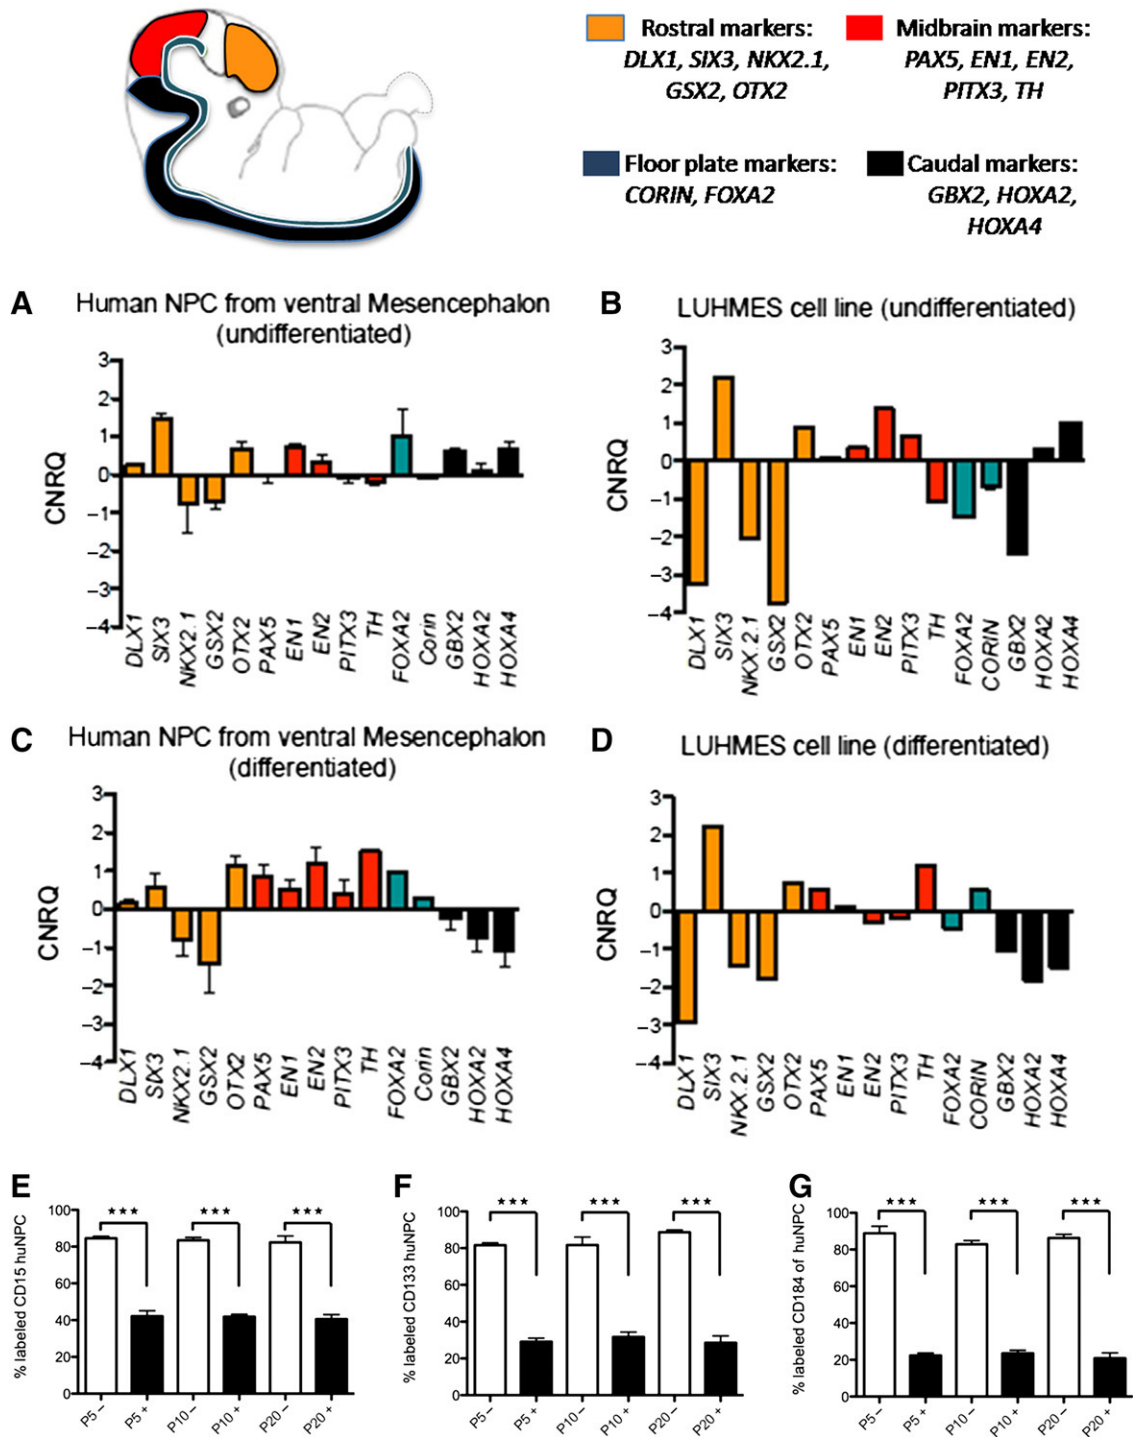 Rostral markers:
DLX1, SIX3, NKX2.1,
GSX2, OTX2
Midbrain markers:
PAX5, EN1, EN2,
PITX3, TH
Floor plate markers:
CORIN, FOXA2
Caudal markers:
GBX2, HOXA2,
HOXA4
A
Human NPC from ventral Mesencephalon
(undifferentiated)
CNRQ
3
2
1
0
−1
−2
−3
−4
DLX1
SIX3
NKX2.1
GSX2
OTX2
PAX5
EN1
EN2
PITX3
TH
FOXA2
Corin
GBX2
HOXA2
HOXA4
B
LUHMES cell line (undifferentiated)
CNRQ
3
2
1
0
−1
−2
−3
−4
DLX1
SIX3
NKX.2.1
GSX2
OTX2
PAX5
EN1
EN2
PITX3
TH
FOXA2
CORIN
GBX2
HOXA2
HOXA4
C
Human NPC from ventral Mesencephalon
(differentiated)
CNRQ
3
2
1
0
−1
−2
−3
−4
DLX1
SIX3
NKX2.1
GSX2
OTX2
PAX5
EN1
EN2
PITX3
TH
FOXA2
Corin
GBX2
HOXA2
HOXA4
D
LUHMES cell line (differentiated)
CNRQ
3
2
1
0
−1
−2
−3
−4
DLX1
SIX3
NKX.2.1
GSX2
OTX2
PAX5
EN1
EN2
PITX3
TH
FOXA2
CORIN
GBX2
HOXA2
HOXA4
E
% labeled CD15 huNPC
100
80
60
40
20
0
★★★
★★★
★★★
P5−
P5+
P10−
P10+
P20−
P20+
F
% labeled CD133 huNPC
100
80
60
40
20
0
★★★
★★★
★★★
P5−
P5+
P10−
P10+
P20−
P20+
G
% labeled CD184 of huNPC
100
80
60
40
20
0
★★★
★★★
★★★
P5−
P5+
P10−
P10+
P20−
P20+